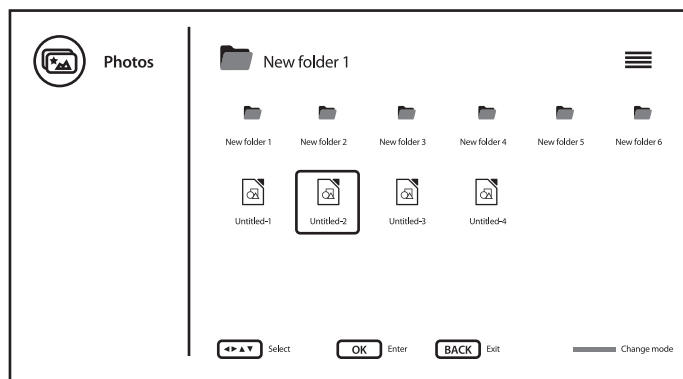 Photos
New folder 1
New folder 1 New folder 2 New folder 3 New folder 4 New folder 5 New folder 6
Untitled-1 Untitled-2 Untitled-3 Untitled-4
◄►▲▼ Select OK Enter BACK Exit Change mode